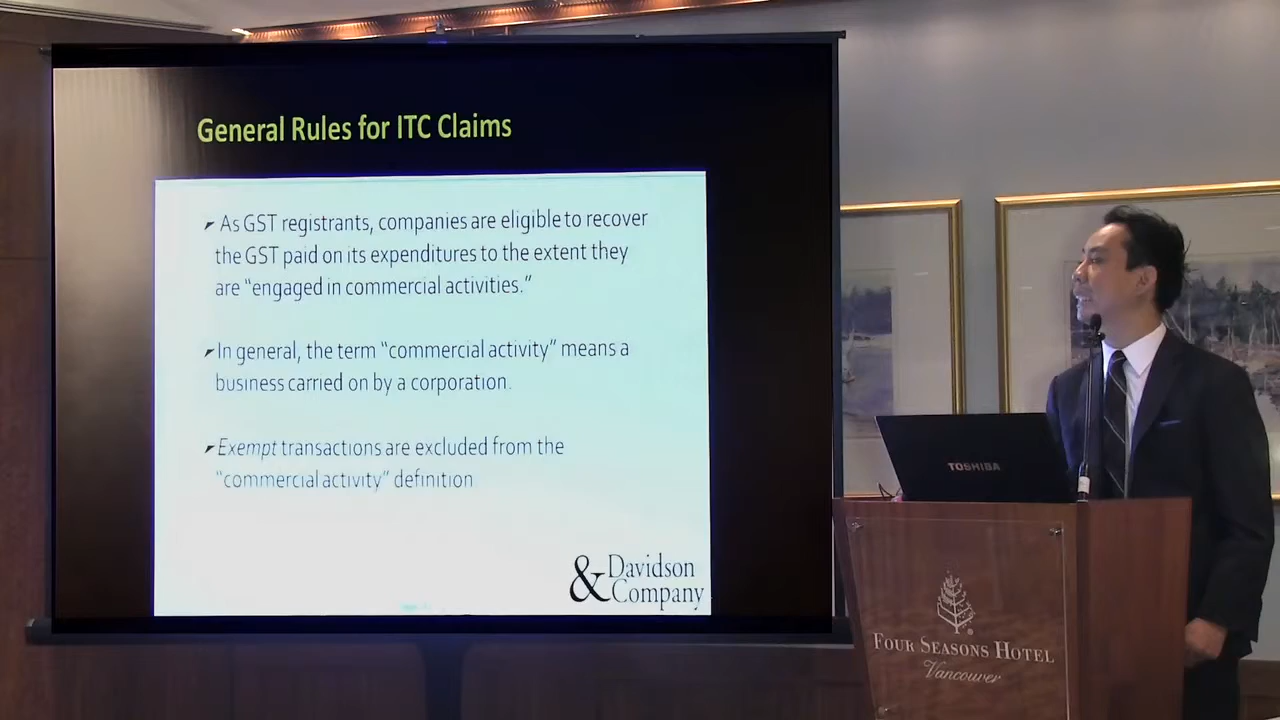 General Rules for ITC Claims
As GST registrants, companies are eligible to recover
the GST paid on its expenditures to the extent they
are “engaged in commercial activities.”
In general, the term “commercial activity” means a
business carried on by a corporation.
Exempt transactions are excluded from the
“commercial activity” definition
& Davidson
Company
TOSHIBA
FOUR SEASONS HOTEL
Vancouver